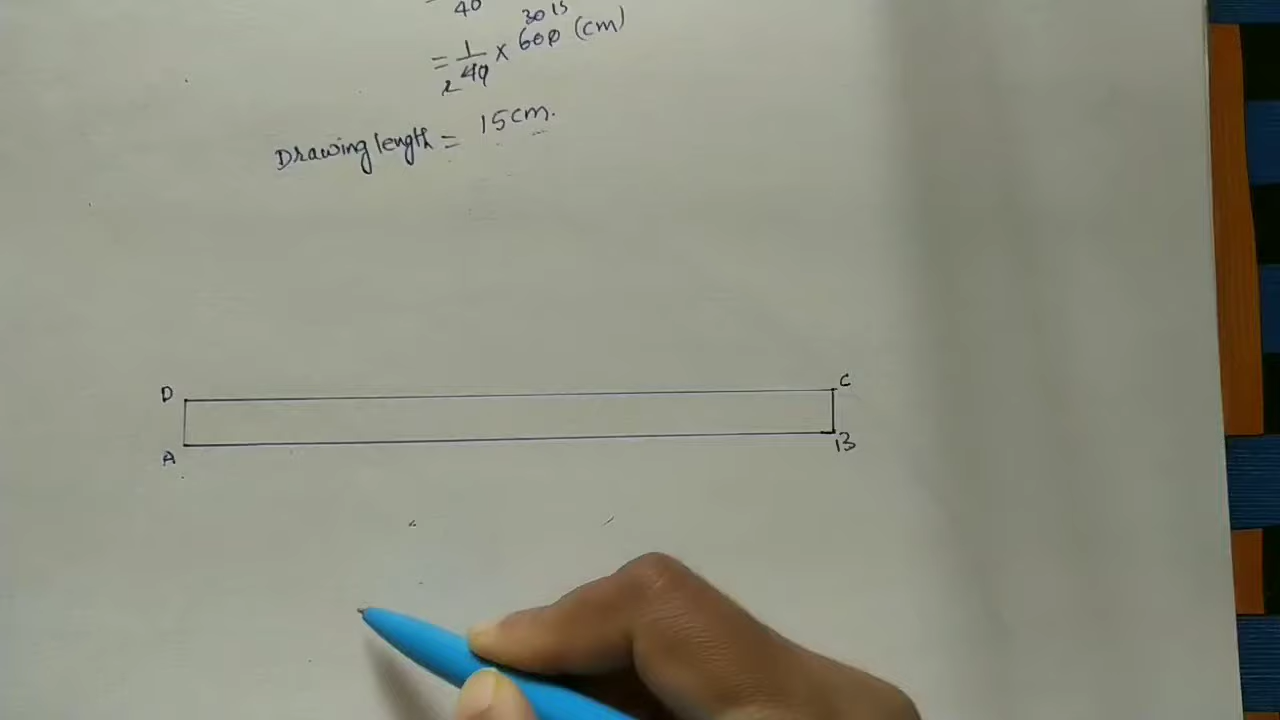 40
30 15
= 1/40 × 600 (cm)
2
Drawing length = 15cm.
D C
A B